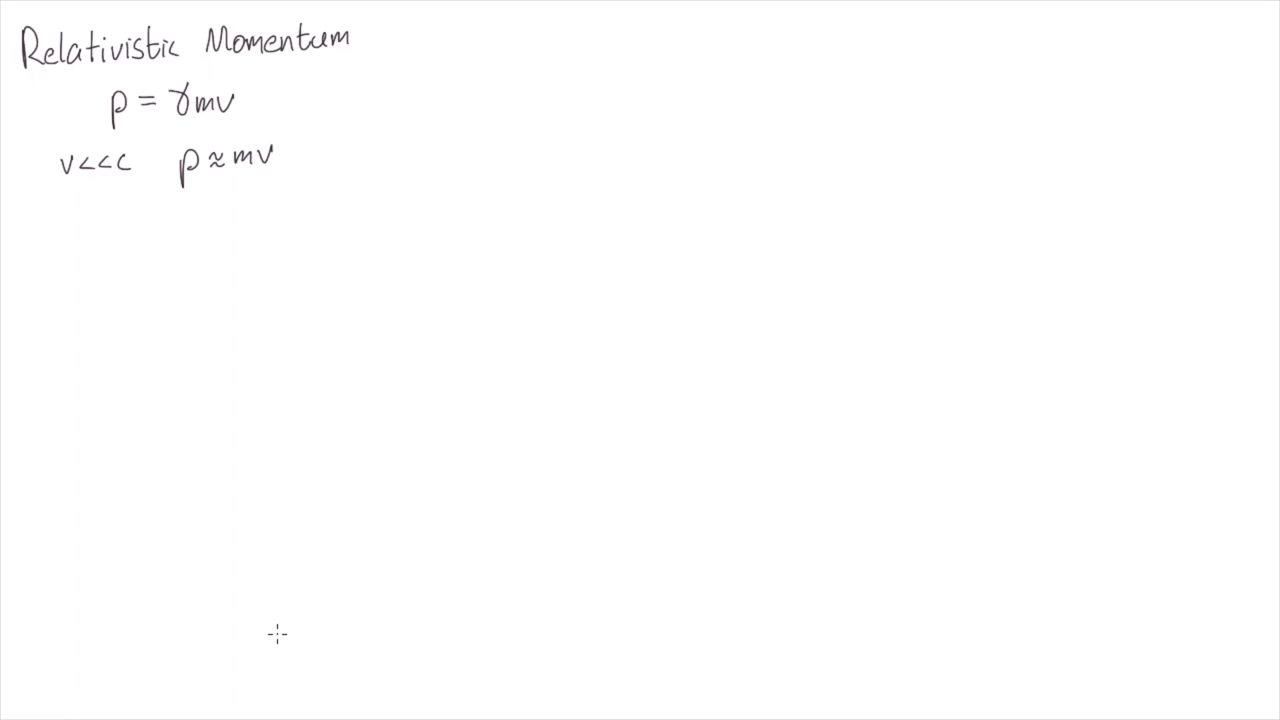 Relativistic Momentum
p = γmv
v<<c p≈mv